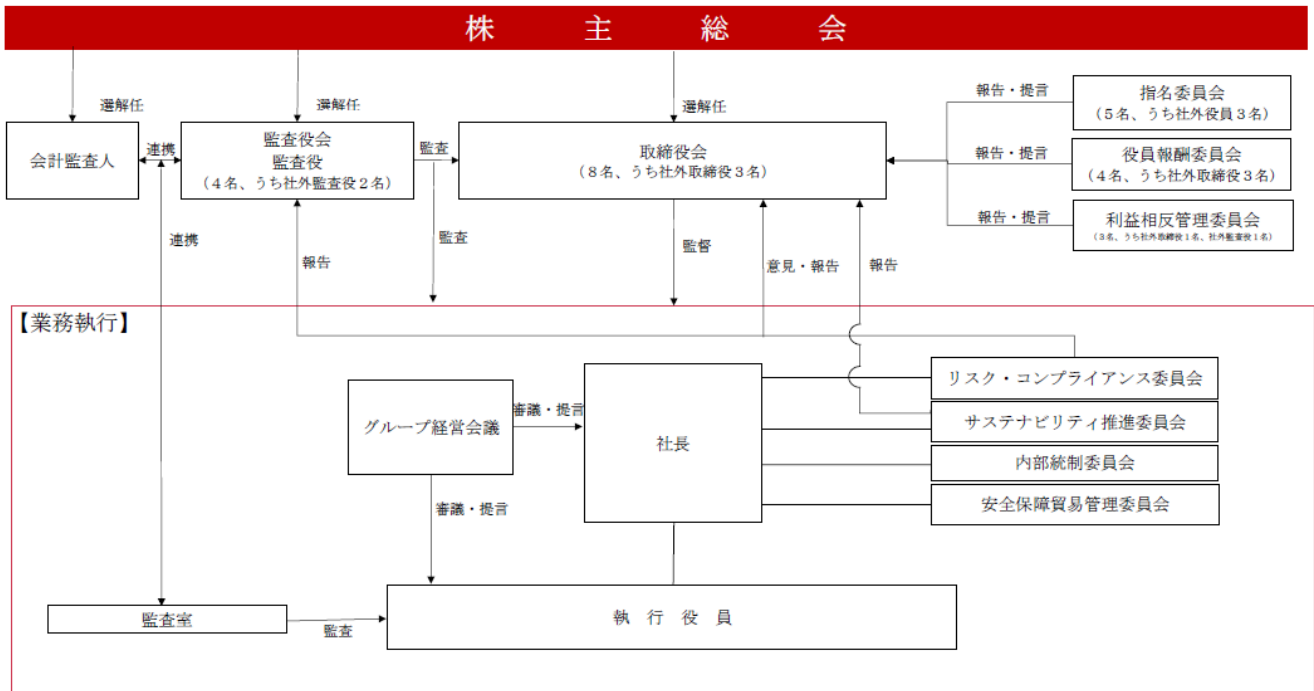 株 主 総 会
選解任
選解任
選解任
会計監査人
連携
監査役会
監査役
(4名、うち社外監査役2名)
監査
取締役会
(8名、うち社外取締役3名)
報告・提言
指名委員会
(5名、うち社外役員3名)
報告・提言
役員報酬委員会
(4名、うち社外取締役3名)
報告・提言
利益相反管理委員会
(3名、うち社外取締役1名、社外監査役1名)
連携
報告
監査
監督
意見・報告
報告
【業務執行】
グループ経営会議
審議・提言
社長
リスク・コンプライアンス委員会
サステナビリティ推進委員会
内部統制委員会
安全保障貿易管理委員会
審議・提言
監査室
監査
執 行 役 員